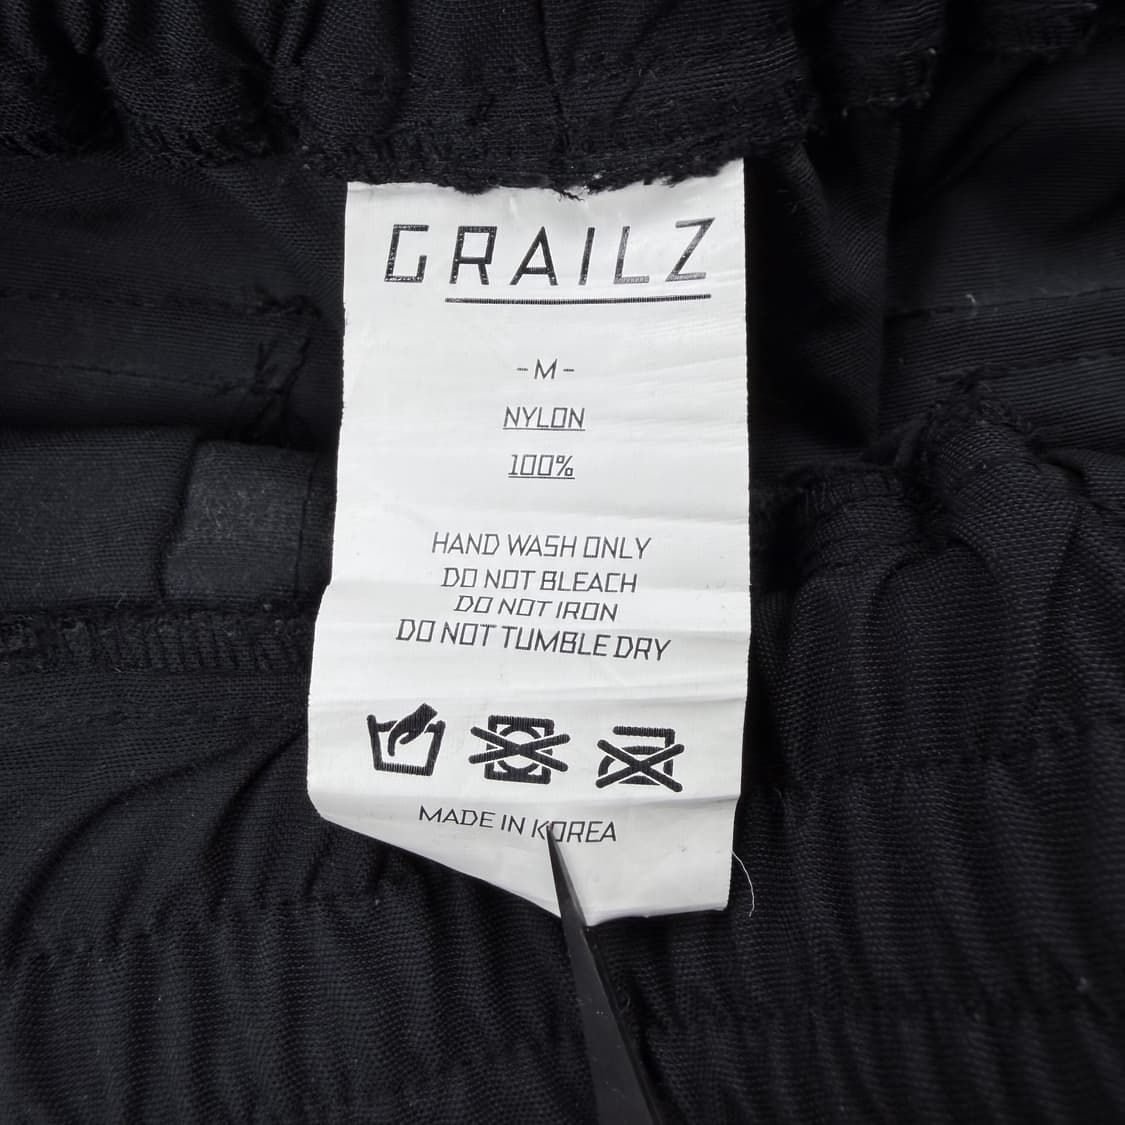 GRAILZ
- M -
NYLON
100%
HAND WASH ONLY
DO NOT BLEACH
DO NOT IRON
DO NOT TUMBLE DRY
MADE IN KOREA